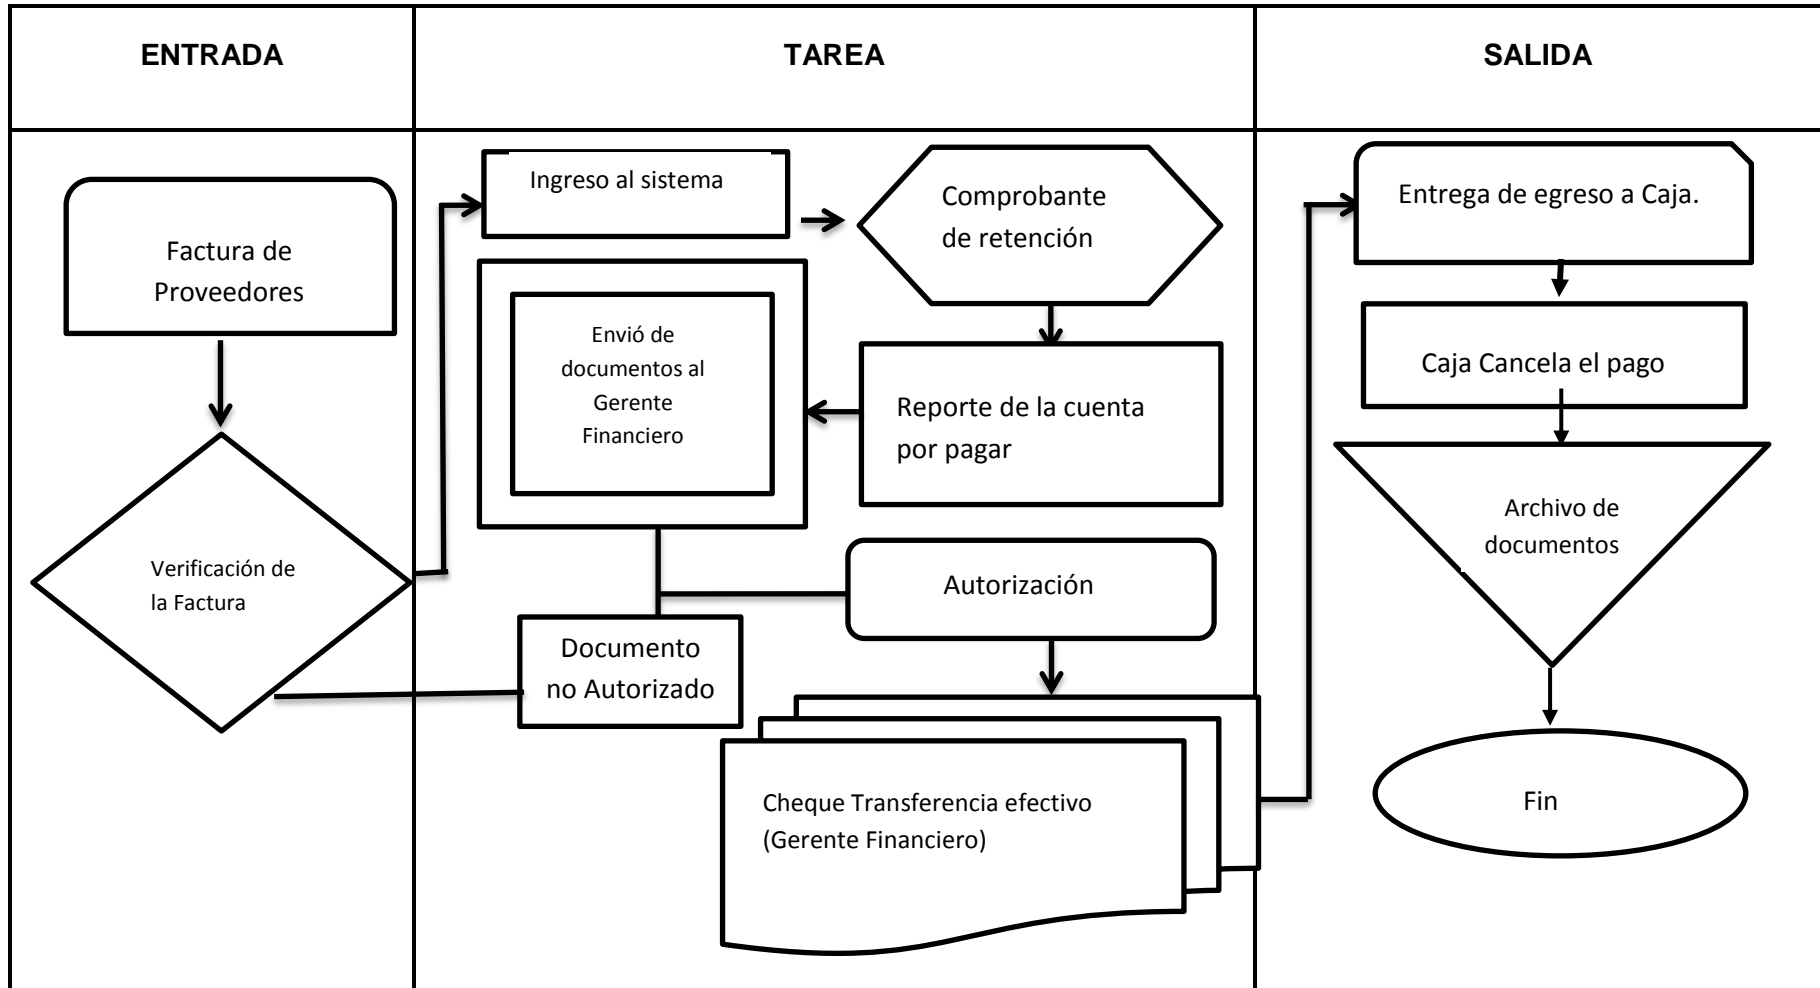 ENTRADA
TAREA
SALIDA
Factura de
Proveedores
Verificación de
la Factura
Ingreso al sistema
Comprobante
de retención
Reporte de la cuenta
por pagar
Envió de
documentos al
Gerente
Financiero
Autorización
Documento
no Autorizado
Cheque Transferencia efectivo
(Gerente Financiero)
Entrega de egreso a Caja.
Caja Cancela el pago
Archivo de
documentos
Fin